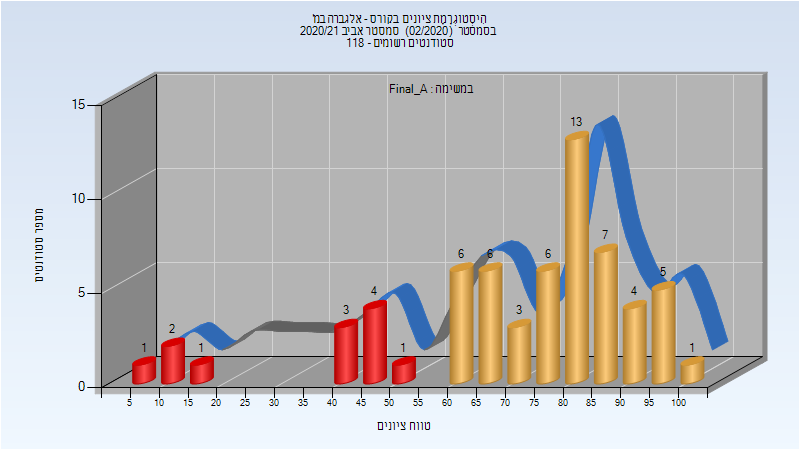 היסטוגרמת ציונים בקורס - אלגברה במ'
בסמסטר (02/2020) סמסטר אביב 2020/21
סטודנטים רשומים - 118
במשימה : Final_A
מספר סטודנטים
15
10
5
0
1 2 1 3 4 1 6 6 3 6 13 7 4 5 1
5 10 15 20 25 30 35 40 45 50 55 60 65 70 75 80 85 90 95 100
טווח ציונים